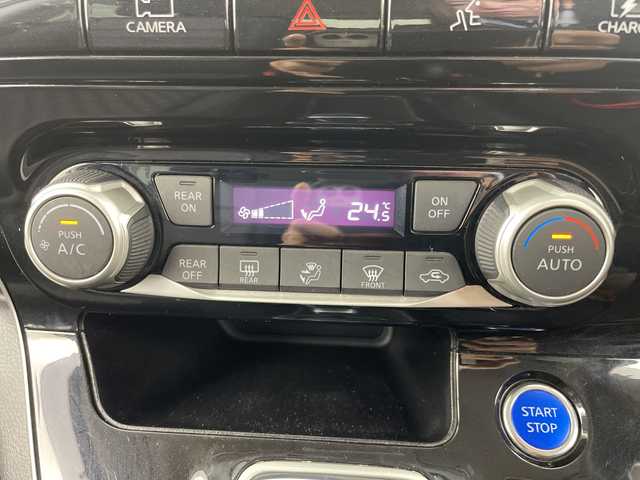 CAMERA
CHARG
REAR
ON
24.5°C
ON
OFF
PUSH
A/C
PUSH
AUTO
REAR
OFF
REAR
FRONT
START
STOP